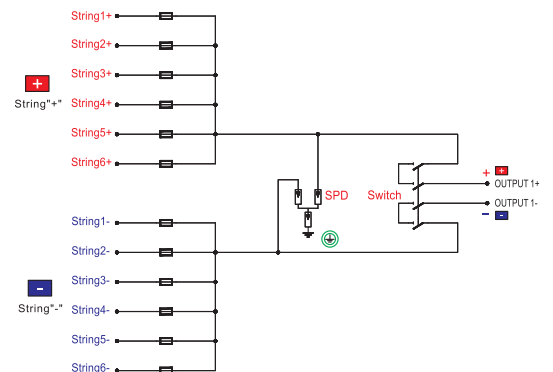 String1+
String2+
String3+
+
String"+"
String4+
String5+
String6+
SPD
Switch
+ +
OUTPUT 1+
OUTPUT 1-
- -
String1-
String2-
String3-
-
String"-"
String4-
String5-
String6-